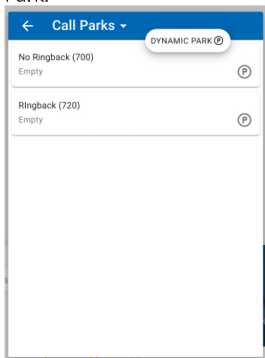 Park.
Call Parks
DYNAMIC PARK Ⓟ
No Ringback (700)
Empty
Ⓟ
RIngback (720)
Empty
Ⓟ